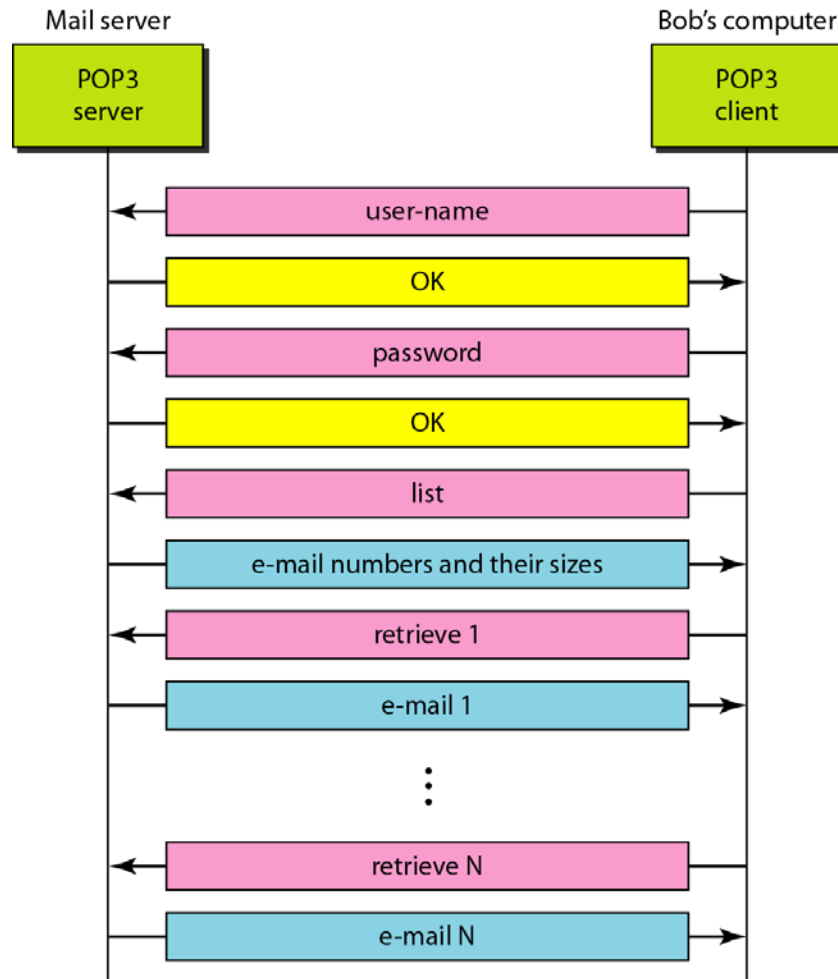 Mail server
Bob's computer
POP3
server
POP3
client
user-name
OK
password
OK
list
e-mail numbers and their sizes
retrieve 1
e-mail 1
retrieve N
e-mail N